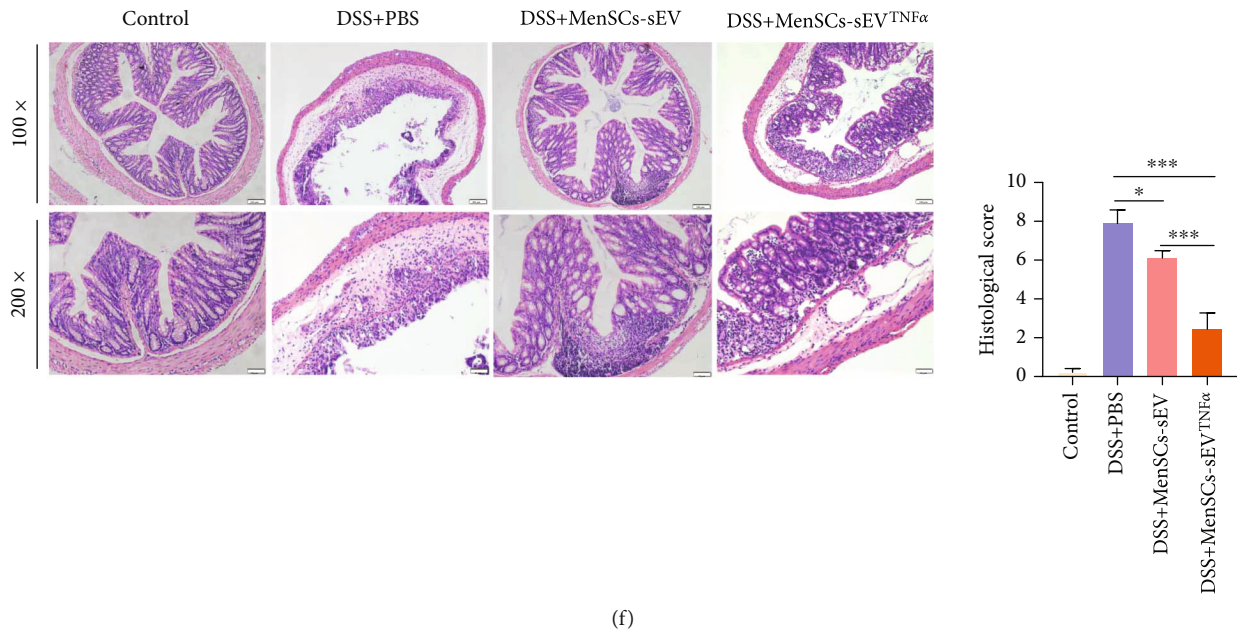 Control
DSS+PBS
DSS+MenSCs-sEV
DSS+MenSCs-sEVTNFα
100 ×
200 ×
Histological score
10
8
6
4
2
0
***
*
***
Control
DSS+PBS
DSS+MenSCs-sEV
DSS+MenSCs-sEVTNFα
(f)